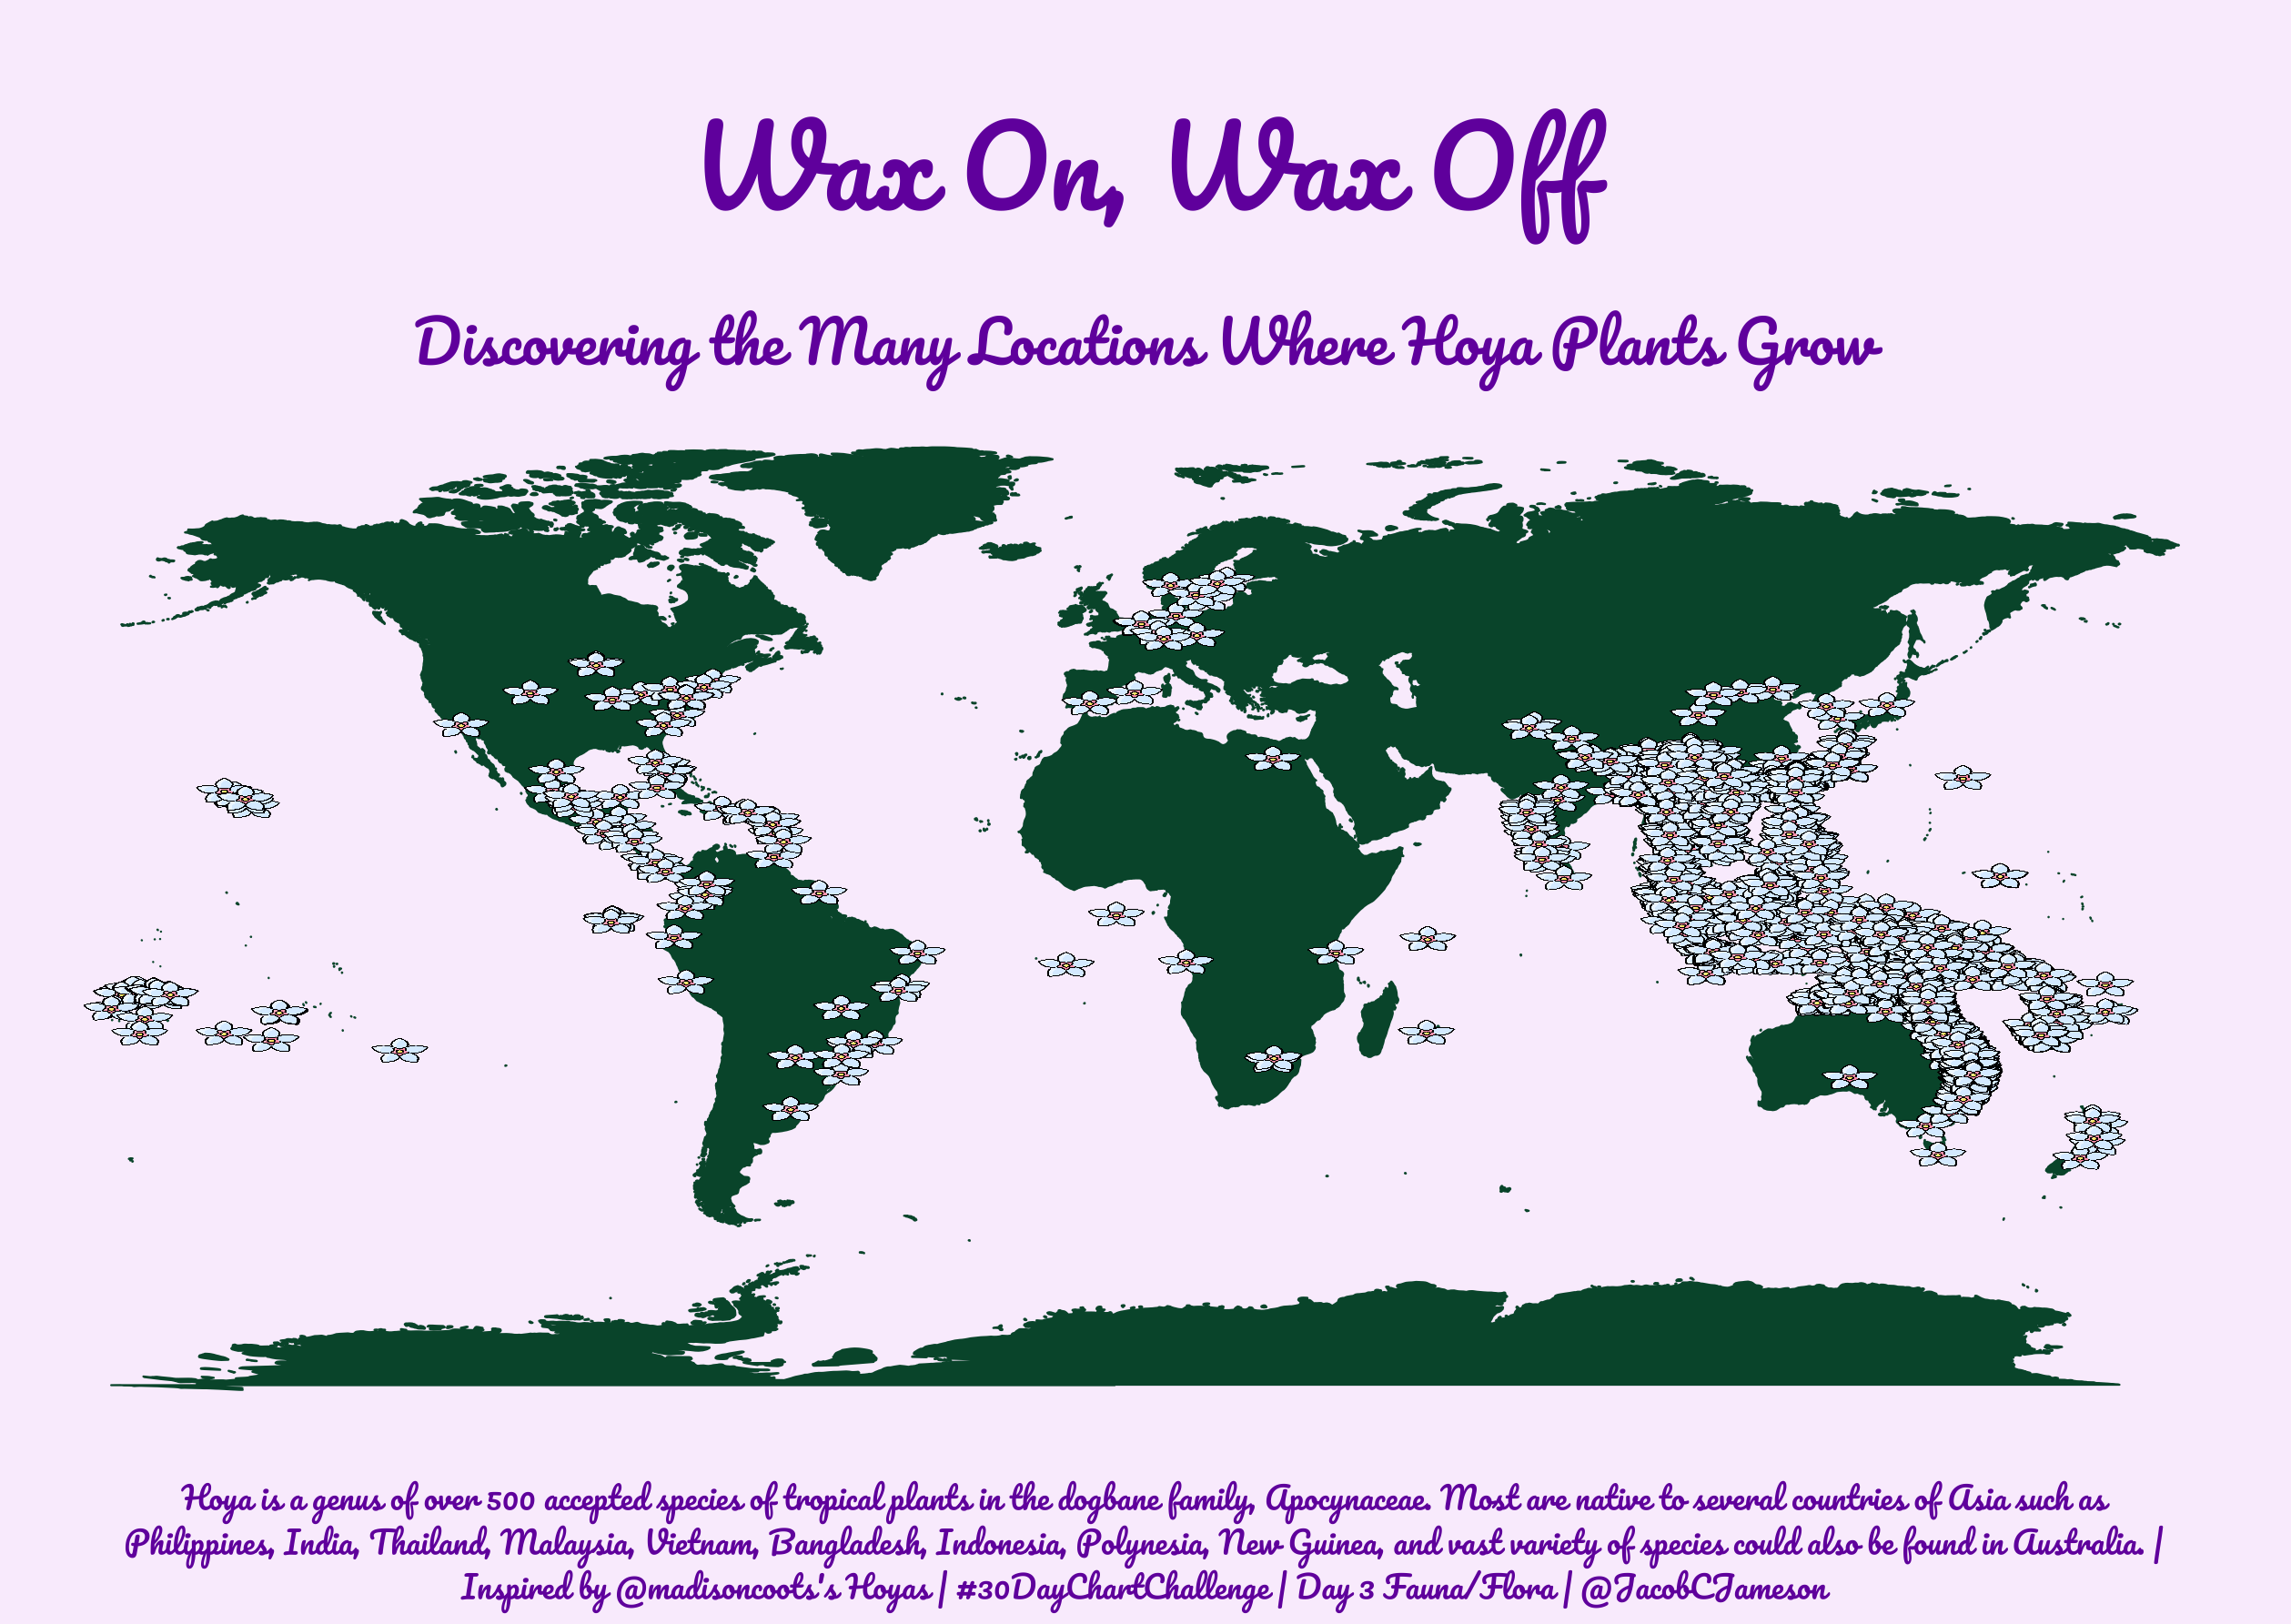 Wax On, Wax Off
Discovering the Many Locations Where Hoya Plants Grow
Hoya is a genus of over 500 accepted species of tropical plants in the dogbane family, Apocynaceae. Most are native to several countries of Asia such as
Philippines, India, Thailand, Malaysia, Vietnam, Bangladesh, Indonesia, Polynesia, New Guinea, and vast variety of species could also be found in Australia. |
Inspired by @madisoncoots's Hoyas | #30DayChartChallenge | Day 3 Fauna/Flora | @JacobCJameson